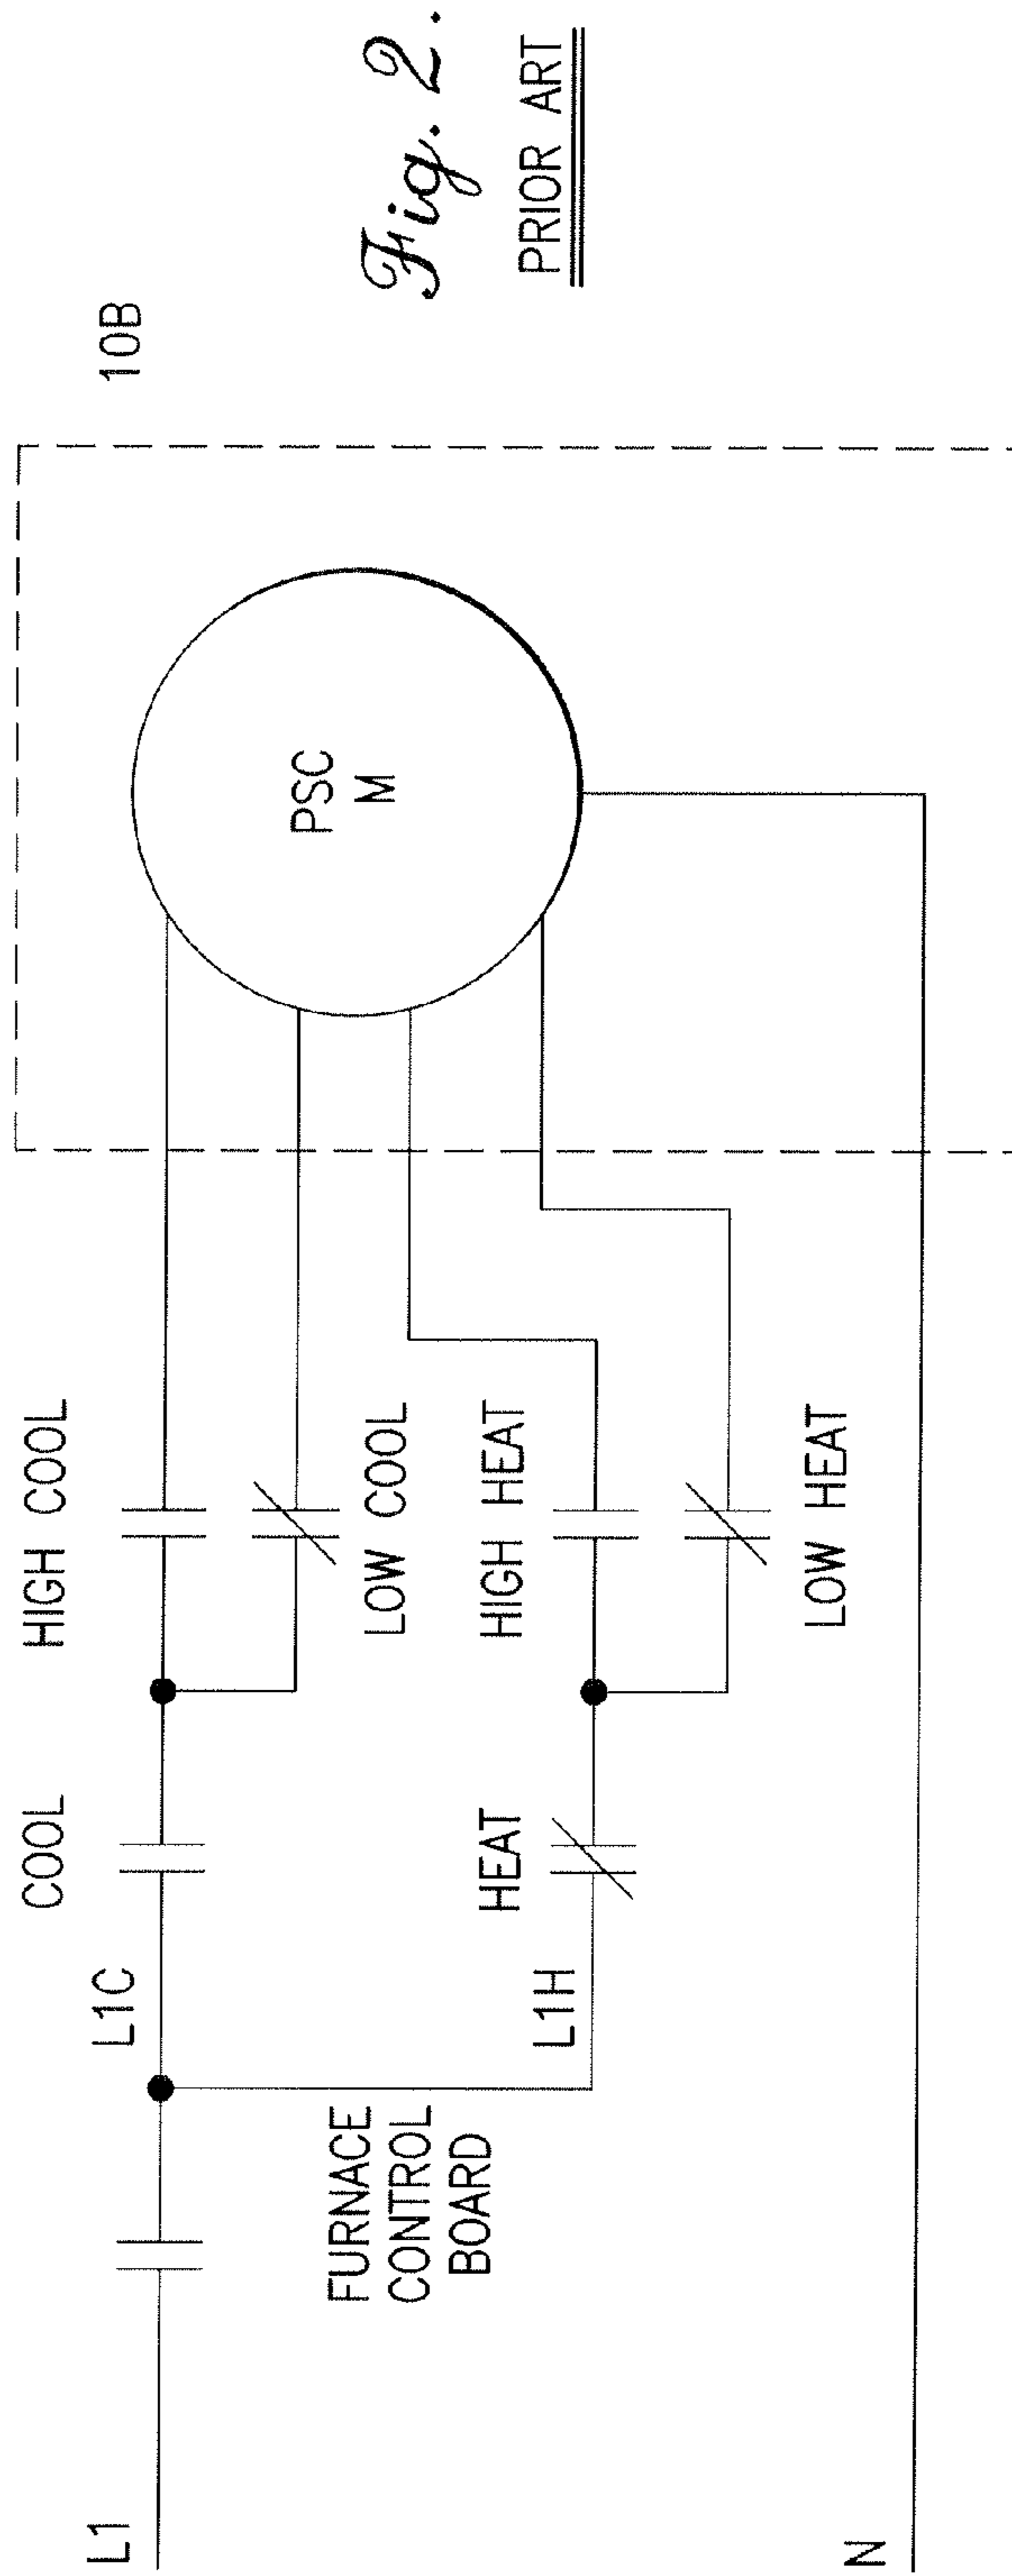 L1
FURNACE
CONTROL
BOARD
L1C
L1H
COOL
HEAT
HIGH COOL
LOW COOL
HIGH HEAT
LOW HEAT
N
PSC
M
10B
Fig. 2.
PRIOR ART